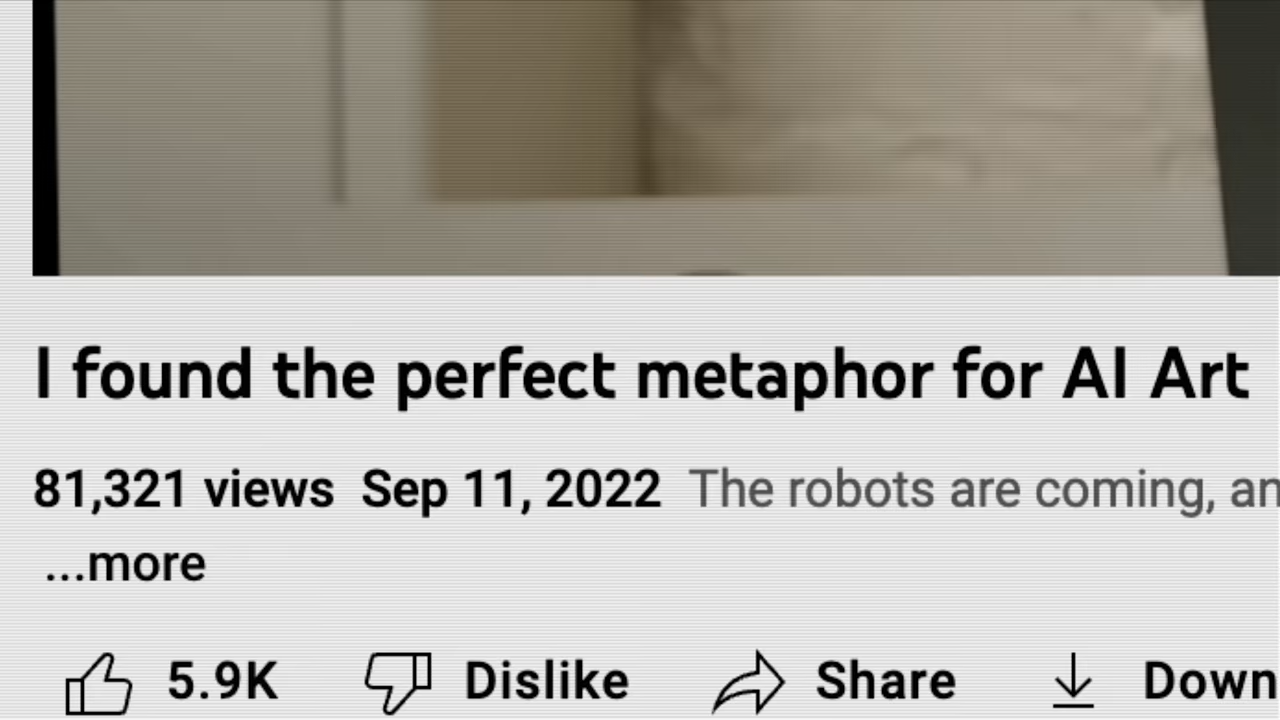 I found the perfect metaphor for AI Art
81,321 views Sep 11, 2022 The robots are coming, an
...more
5.9K Dislike Share Down